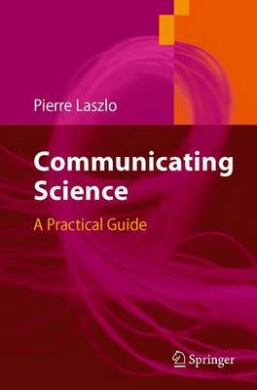 Pierre Laszlo
Communicating
Science
A Practical Guide
Springer